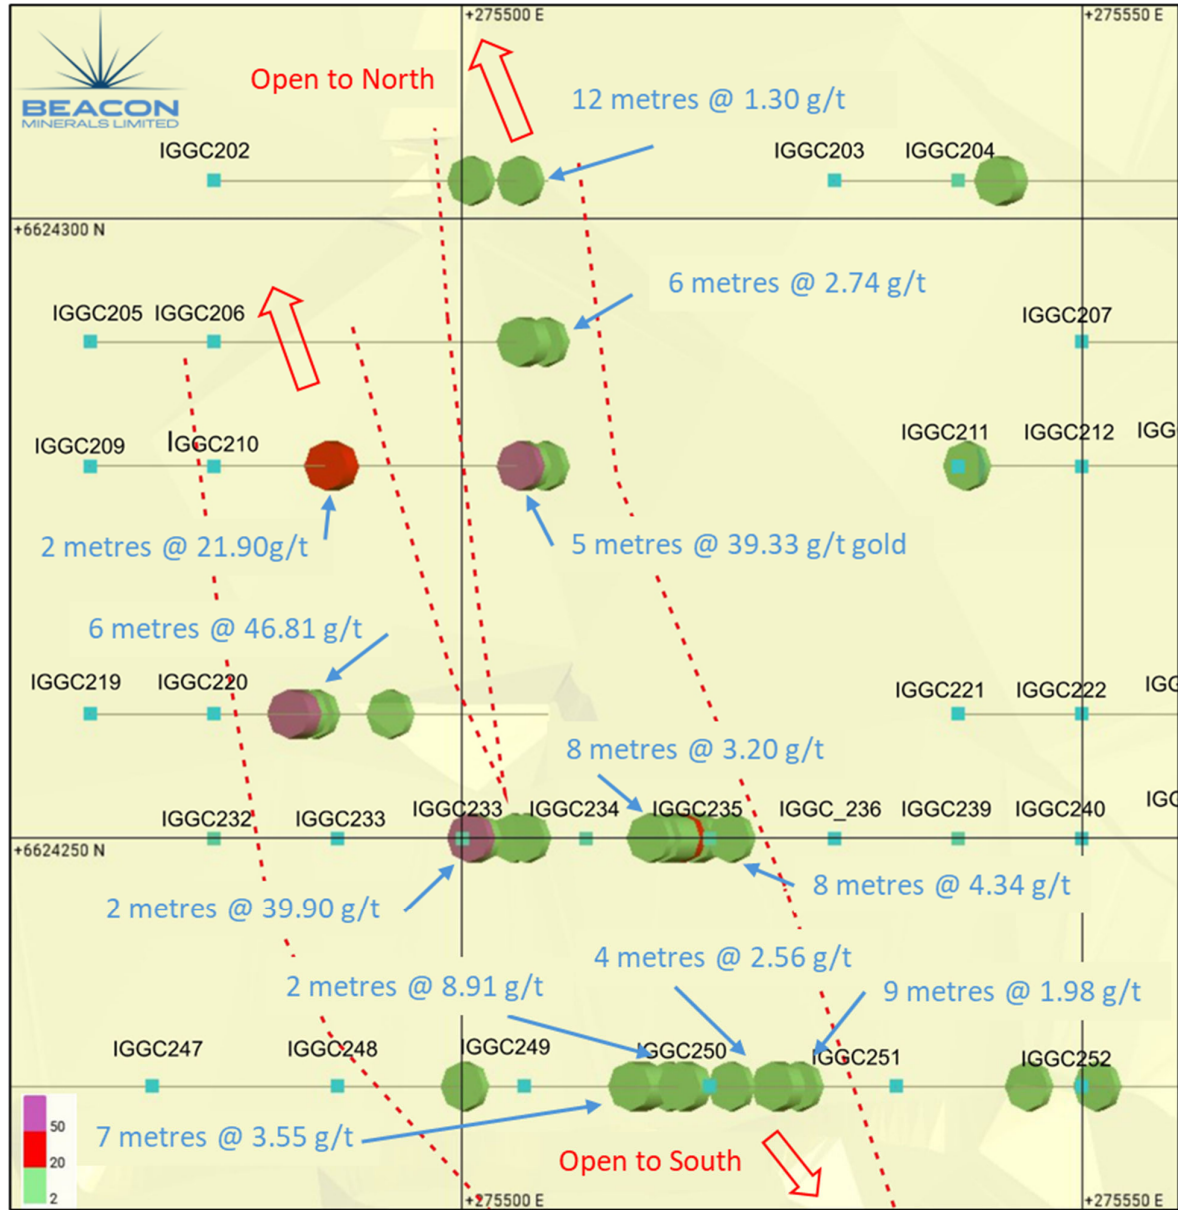 +275500 E
+275550 E
BEACON
MINERALS LIMITED
Open to North
12 metres @ 1.30 g/t
IGGC202
IGGC203
IGGC204
+6624300 N
6 metres @ 2.74 g/t
IGGC205
IGGC206
IGGC207
IGGC209
IGGC210
IGGC211
IGGC212
IGG
2 metres @ 21.90g/t
5 metres @ 39.33 g/t gold
6 metres @ 46.81 g/t
IGGC219
IGGC220
IGGC221
IGGC222
IGG
8 metres @ 3.20 g/t
IGGC232
IGGC233
IGGC233
IGGC234
IGGC235
IGGC_236
IGGC239
IGGC240
IGG
+6624250 N
2 metres @ 39.90 g/t
8 metres @ 4.34 g/t
4 metres @ 2.56 g/t
2 metres @ 8.91 g/t
9 metres @ 1.98 g/t
IGGC247
IGGC248
IGGC249
IGGC250
IGGC251
IGGC252
50
20
2
7 metres @ 3.55 g/t
Open to South
+275500 E
+275550 E